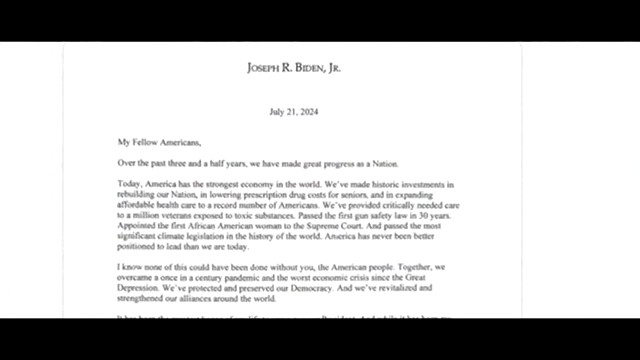 JOSEPH R. BIDEN, JR.
July 21, 2024
My Fellow Americans,
Over the past three and a half years, we have made great progress as a Nation.
Today, America has the strongest economy in the world. We've made historic investments in
rebuilding our Nation, in lowering prescription drug costs for seniors, and in expanding
affordable health care to a record number of Americans. We've provided critically needed care
to a million veterans exposed to toxic substances. Passed the first gun safety law in 30 years.
Appointed the first African American woman to the Supreme Court. And passed the most
significant climate legislation in the history of the world. America has never been better
positioned to lead than we are today.
I know none of this could have been done without you, the American people. Together, we
overcame a once in a century pandemic and the worst economic crisis since the Great
Depression. We've protected and preserved our Democracy. And we've revitalized and
strengthened our alliances around the world.